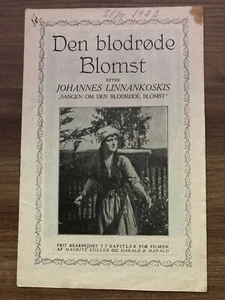 Den blodrøde
Blomst
EFTER
JOHANNES LINNANKOSKIS
„SANGEN OM DEN BLODRØDE BLOMST"
FRIT BEARBEJDET I 7 KAPITLER FOR FILMEN
AF MAURITZ STILLER OG HARALD B. HARALD